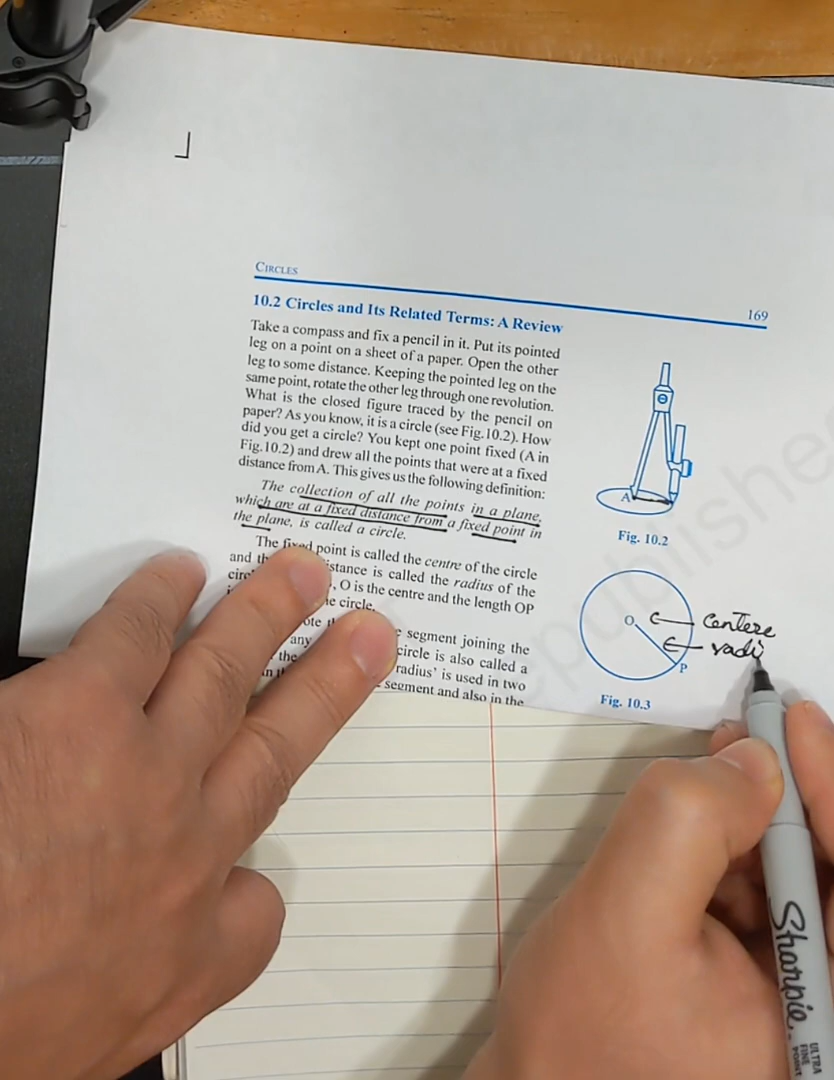 CIRCLES
169
10.2 Circles and Its Related Terms: A Review
Take a compass and fix a pencil in it. Put its pointed
leg on a point on a sheet of a paper. Open the other
leg to some distance. Keeping the pointed leg on the
same point, rotate the other leg through one revolution.
What is the closed figure traced by the pencil on
paper? As you know, it is a circle (see Fig.10.2). How
did you get a circle? You kept one point fixed (A in
Fig.10.2) and drew all the points that were at a fixed
distance from A. This gives us the following definition:
The collection of all the points in a plane,
which are at a fixed distance from a fixed point in
the plane, is called a circle.
The fixed point is called the centre of the circle
and istance is called the radius of the
, O is the centre and the length OP
circle.
segment joining the
any circle is also called a
the radius' is used in two
segment and also in the
A
Fig. 10.2
O
P
centere
radi
Fig. 10.3
republished
Sharpie.
ULTRA
FINE
POINT